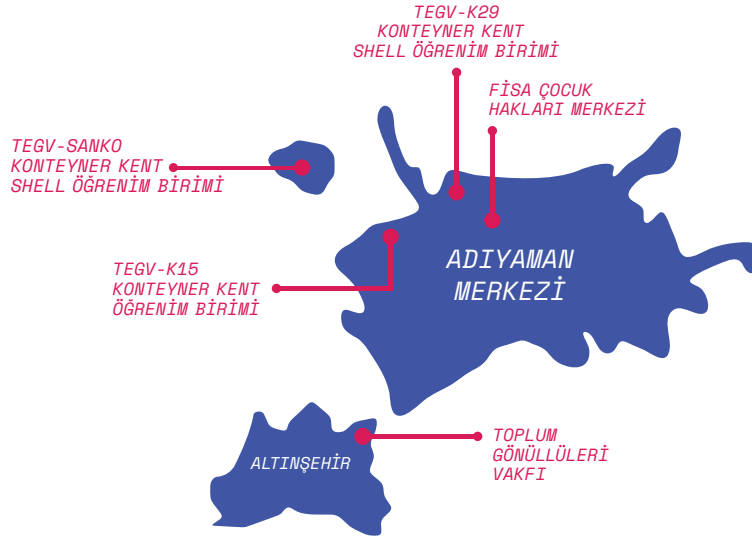 TEGV-K29
KONTEYNER KENT
SHELL ÖĞRENİM BİRİMİ
FİSA ÇOCUK
HAKLARI MERKEZİ
TEGV-SANKO
KONTEYNER KENT
SHELL ÖĞRENİM BİRİMİ
ADIYAMAN
MERKEZİ
TEGV-K15
KONTEYNER KENT
ÖĞRENİM BİRİMİ
TOPLUM
GÖNÜLLÜLERİ
VAKFI
ALTINŞEHİR